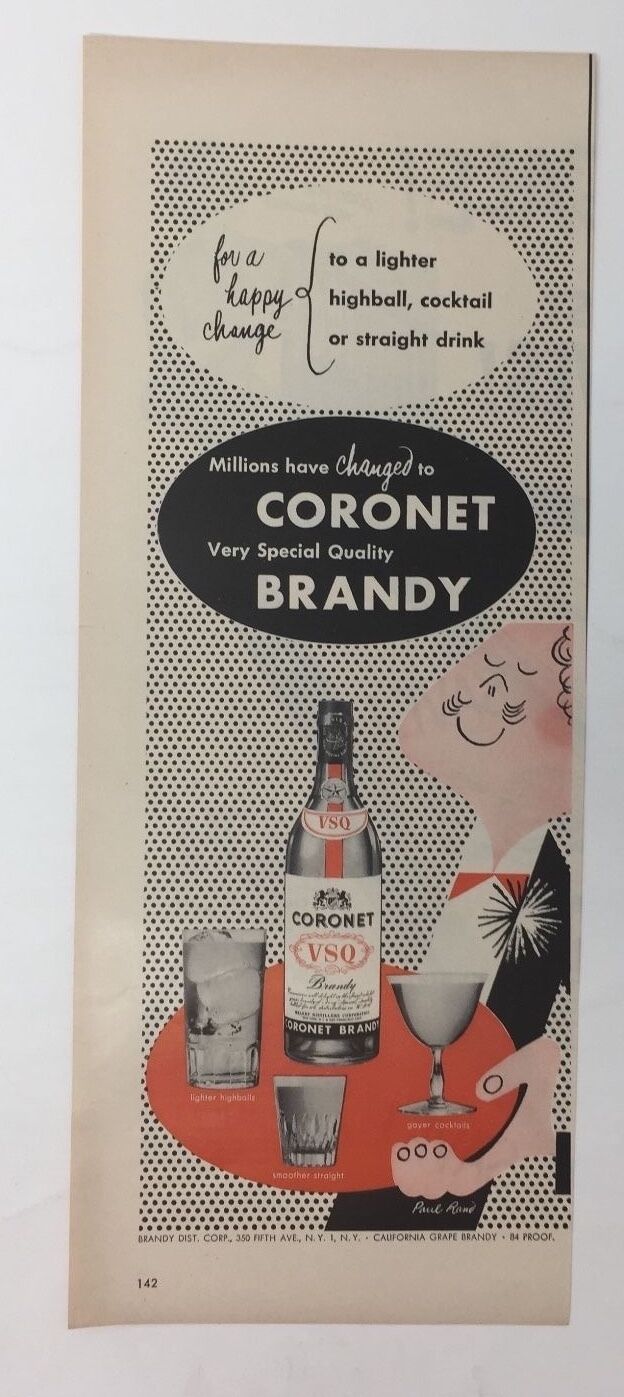 for a
happy
change
to a lighter
highball, cocktail
or straight drink
Millions have changed to
CORONET
Very Special Quality
BRANDY
VSQ
CORONET
VSQ
Brandy
CORONET BRANDY
lighter highballs
gayer cocktails
smoother straight
Paul Rand
BRANDY DIST. CORP., 350 FIFTH AVE., N. Y. 1, N. Y. • CALIFORNIA GRAPE BRANDY • 84 PROOF.
142